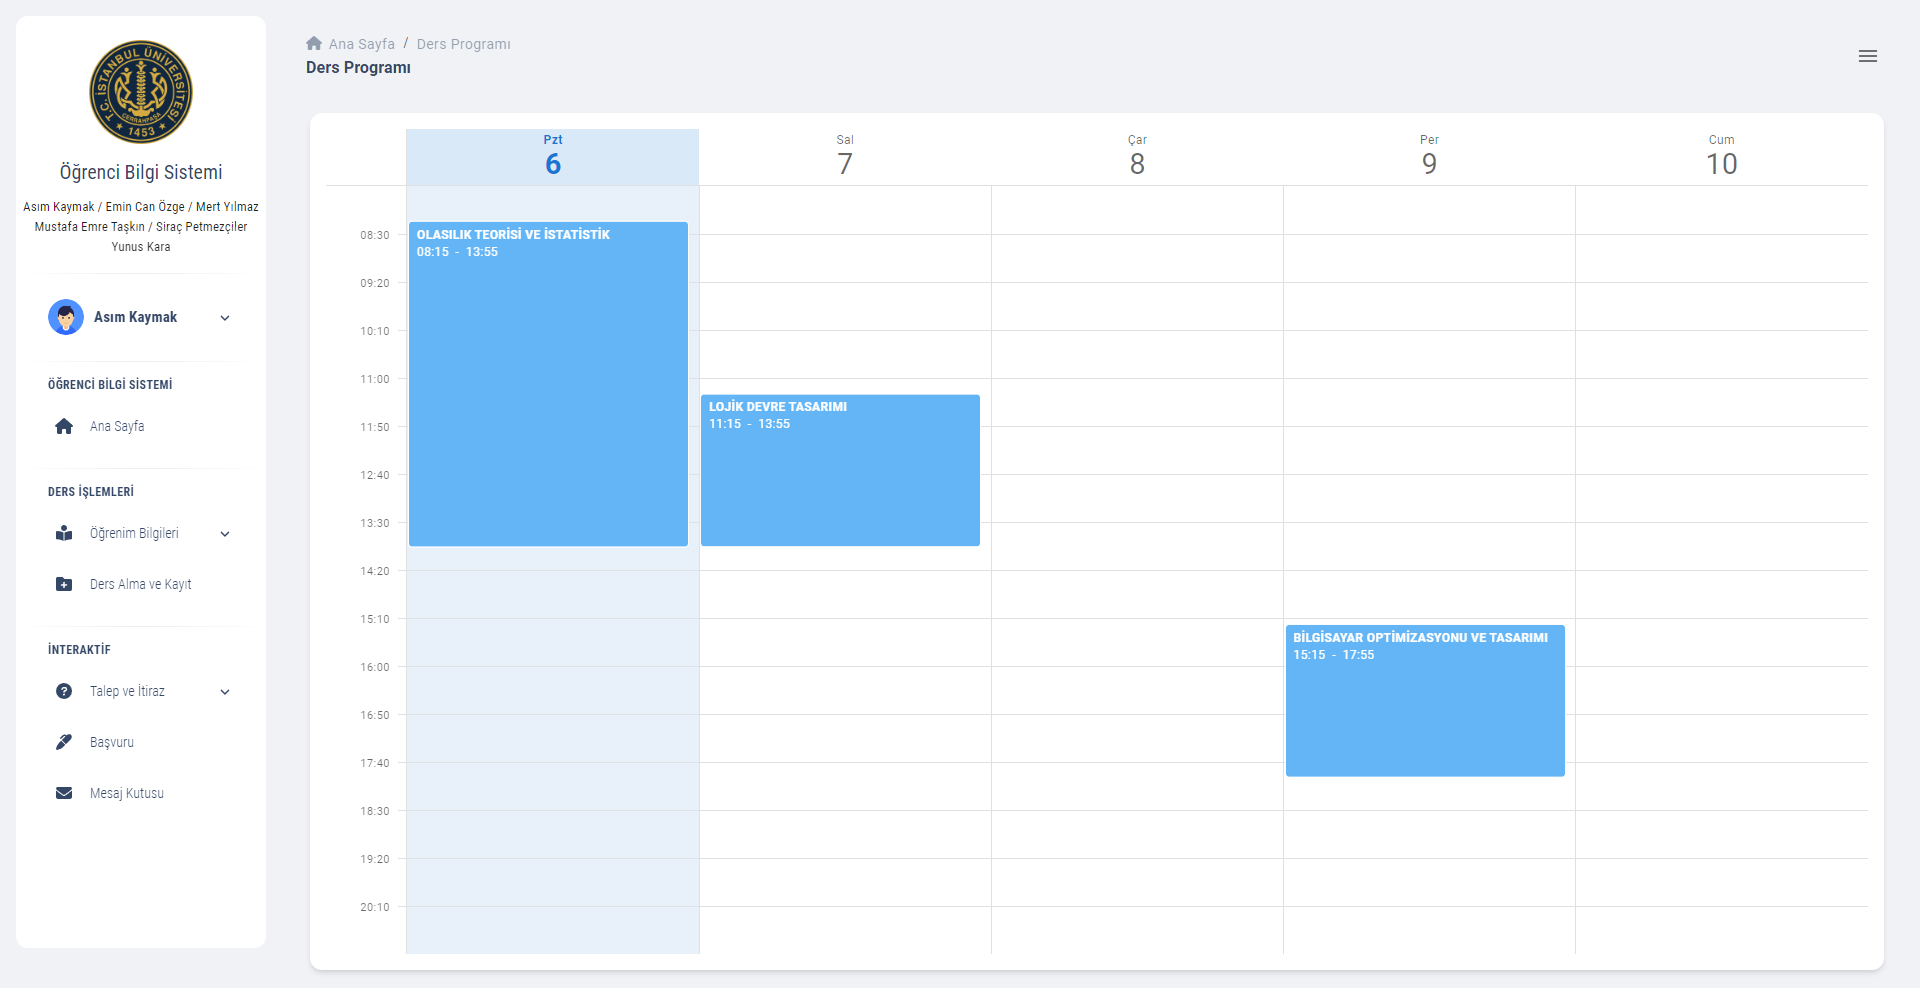 T.C. İSTANBUL ÜNİVERSİTESİ
CERRAHPAŞA
★ 1453 ★
Öğrenci Bilgi Sistemi
Asım Kaymak / Emin Can Özge / Mert Yılmaz
Mustafa Emre Taşkın / Siraç Petmezçiler
Yunus Kara
Asım Kaymak
ÖĞRENCİ BİLGİ SİSTEMİ
Ana Sayfa
DERS İŞLEMLERİ
Öğrenim Bilgileri
Ders Alma ve Kayıt
İNTERAKTİF
Talep ve İtiraz
Başvuru
Mesaj Kutusu
Ana Sayfa / Ders Programı
Ders Programı
Pzt
6
Sal
7
Çar
8
Per
9
Cum
10
08:30
09:20
10:10
11:00
11:50
12:40
13:30
14:20
15:10
16:00
16:50
17:40
18:30
19:20
20:10
OLASILIK TEORİSİ VE İSTATİSTİK
08:15 - 13:55
LOJİK DEVRE TASARIMI
11:15 - 13:55
BİLGİSAYAR OPTİMİZASYONU VE TASARIMI
15:15 - 17:55